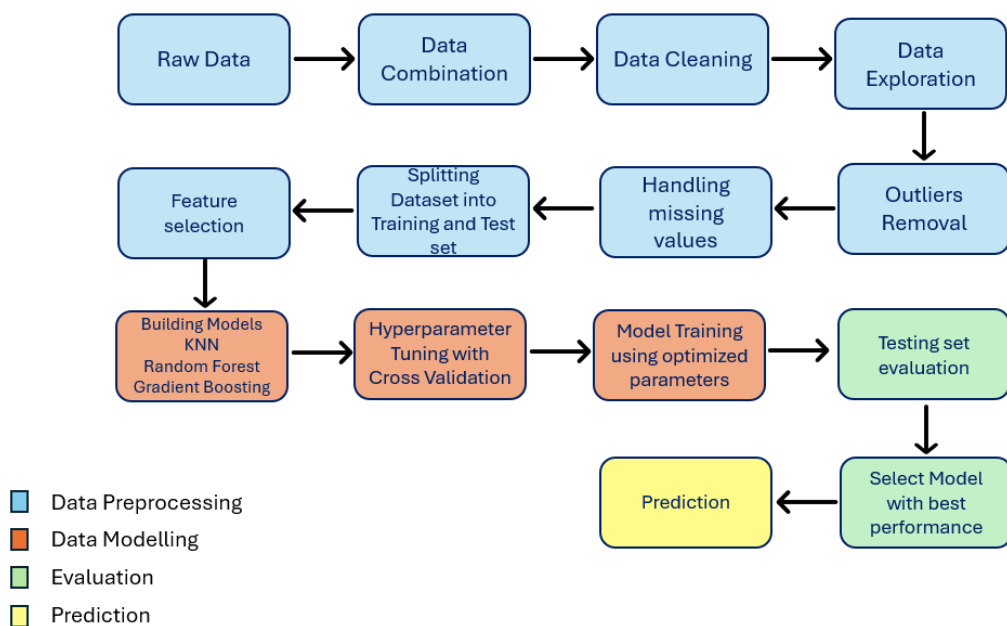 Raw Data
Data
Combination
Data Cleaning
Data
Exploration
Feature
selection
Splitting
Dataset into
Training and Test
set
Handling
missing
values
Outliers
Removal
Building Models
KNN
Random Forest
Gradient Boosting
Hyperparameter
Tuning with
Cross Validation
Model Training
using optimized
parameters
Testing set
evaluation
Prediction
Select Model
with best
performance
Data Preprocessing
Data Modelling
Evaluation
Prediction